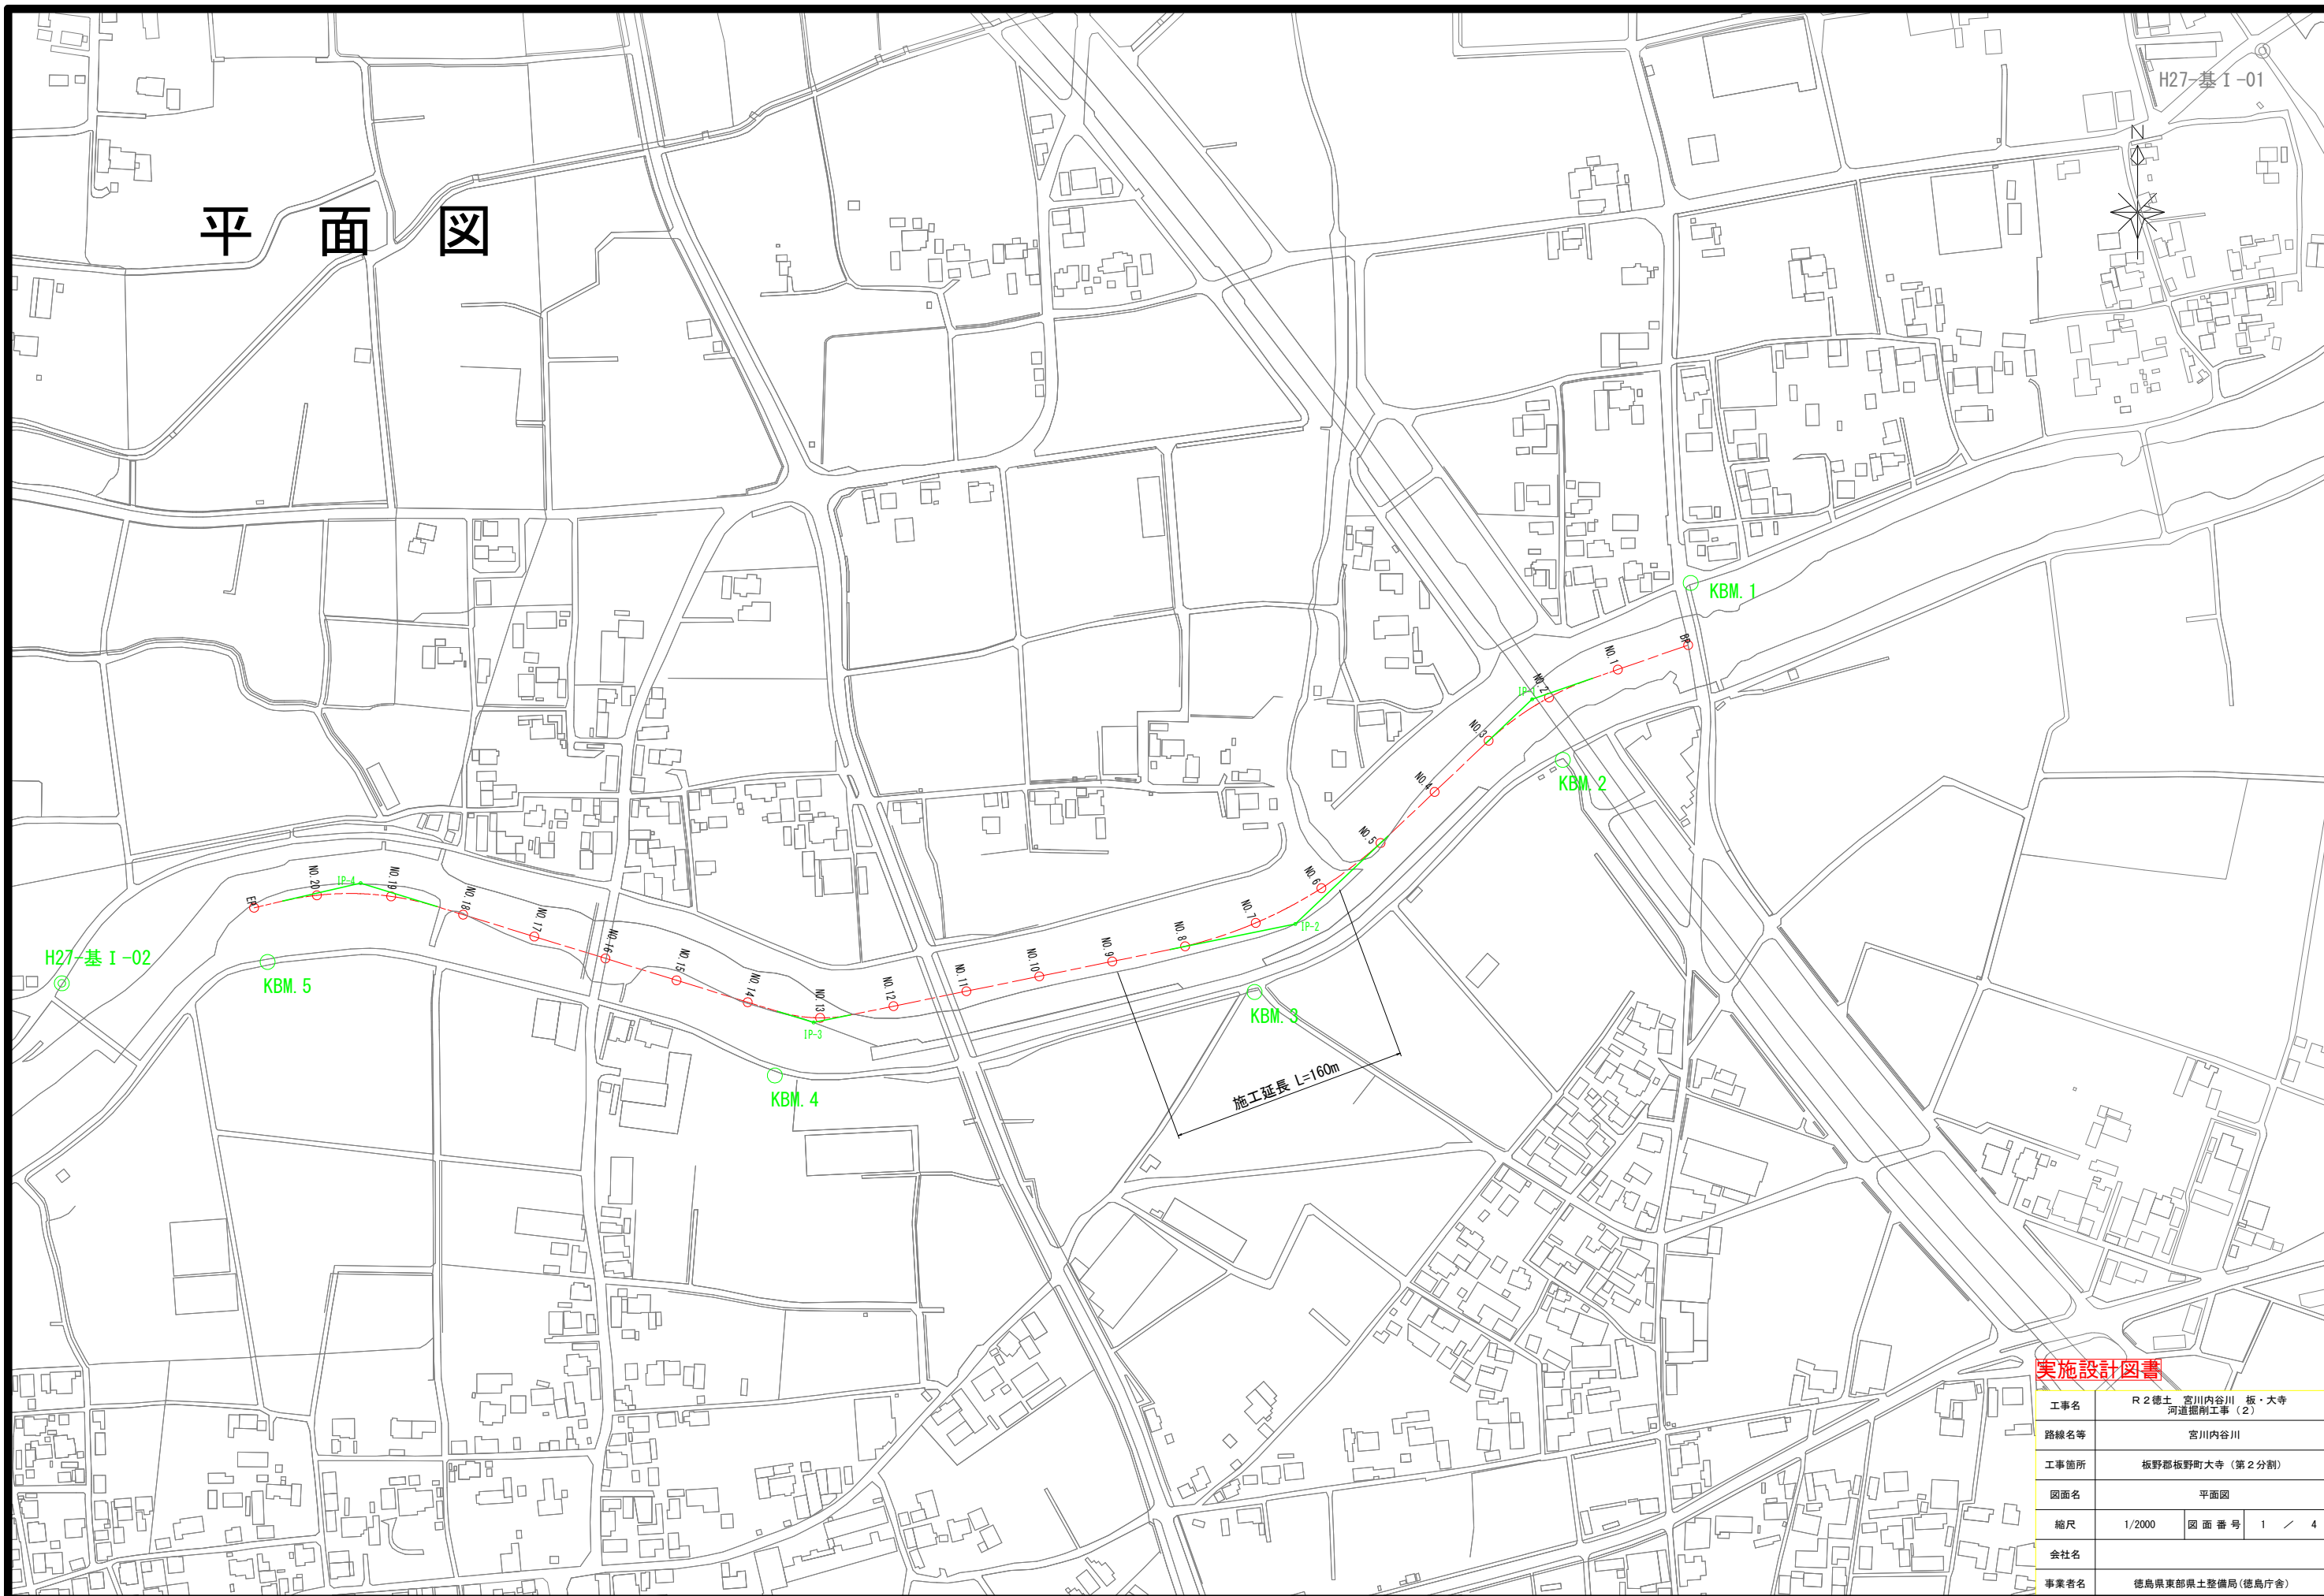 H27-基Ⅰ-01
N
平面図
KBM.1
BP
NO.1
NO.2
IP-1
NO.3
KBM.2
NO.4
NO.5
NO.6
NO.7
IP-2
NO.8
NO.9
NO.10
NO.11
NO.12
NO.13
IP-3
NO.14
NO.15
NO.16
NO.17
NO.18
NO.19
IP-4
NO.20
EP
H27-基Ⅰ-02
KBM.5
KBM.3
KBM.4
施工延長 L=160m
実施設計図書
工事名 R2徳土 宮川内谷川 板・大寺
河道掘削工事(2)
路線名等 宮川内谷川
工事箇所 板野郡板野町大寺(第2分割)
図面名 平面図
縮尺 1/2000 図面番号 1 / 4
会社名
事業者名 徳島県東部県土整備局(徳島庁舎)